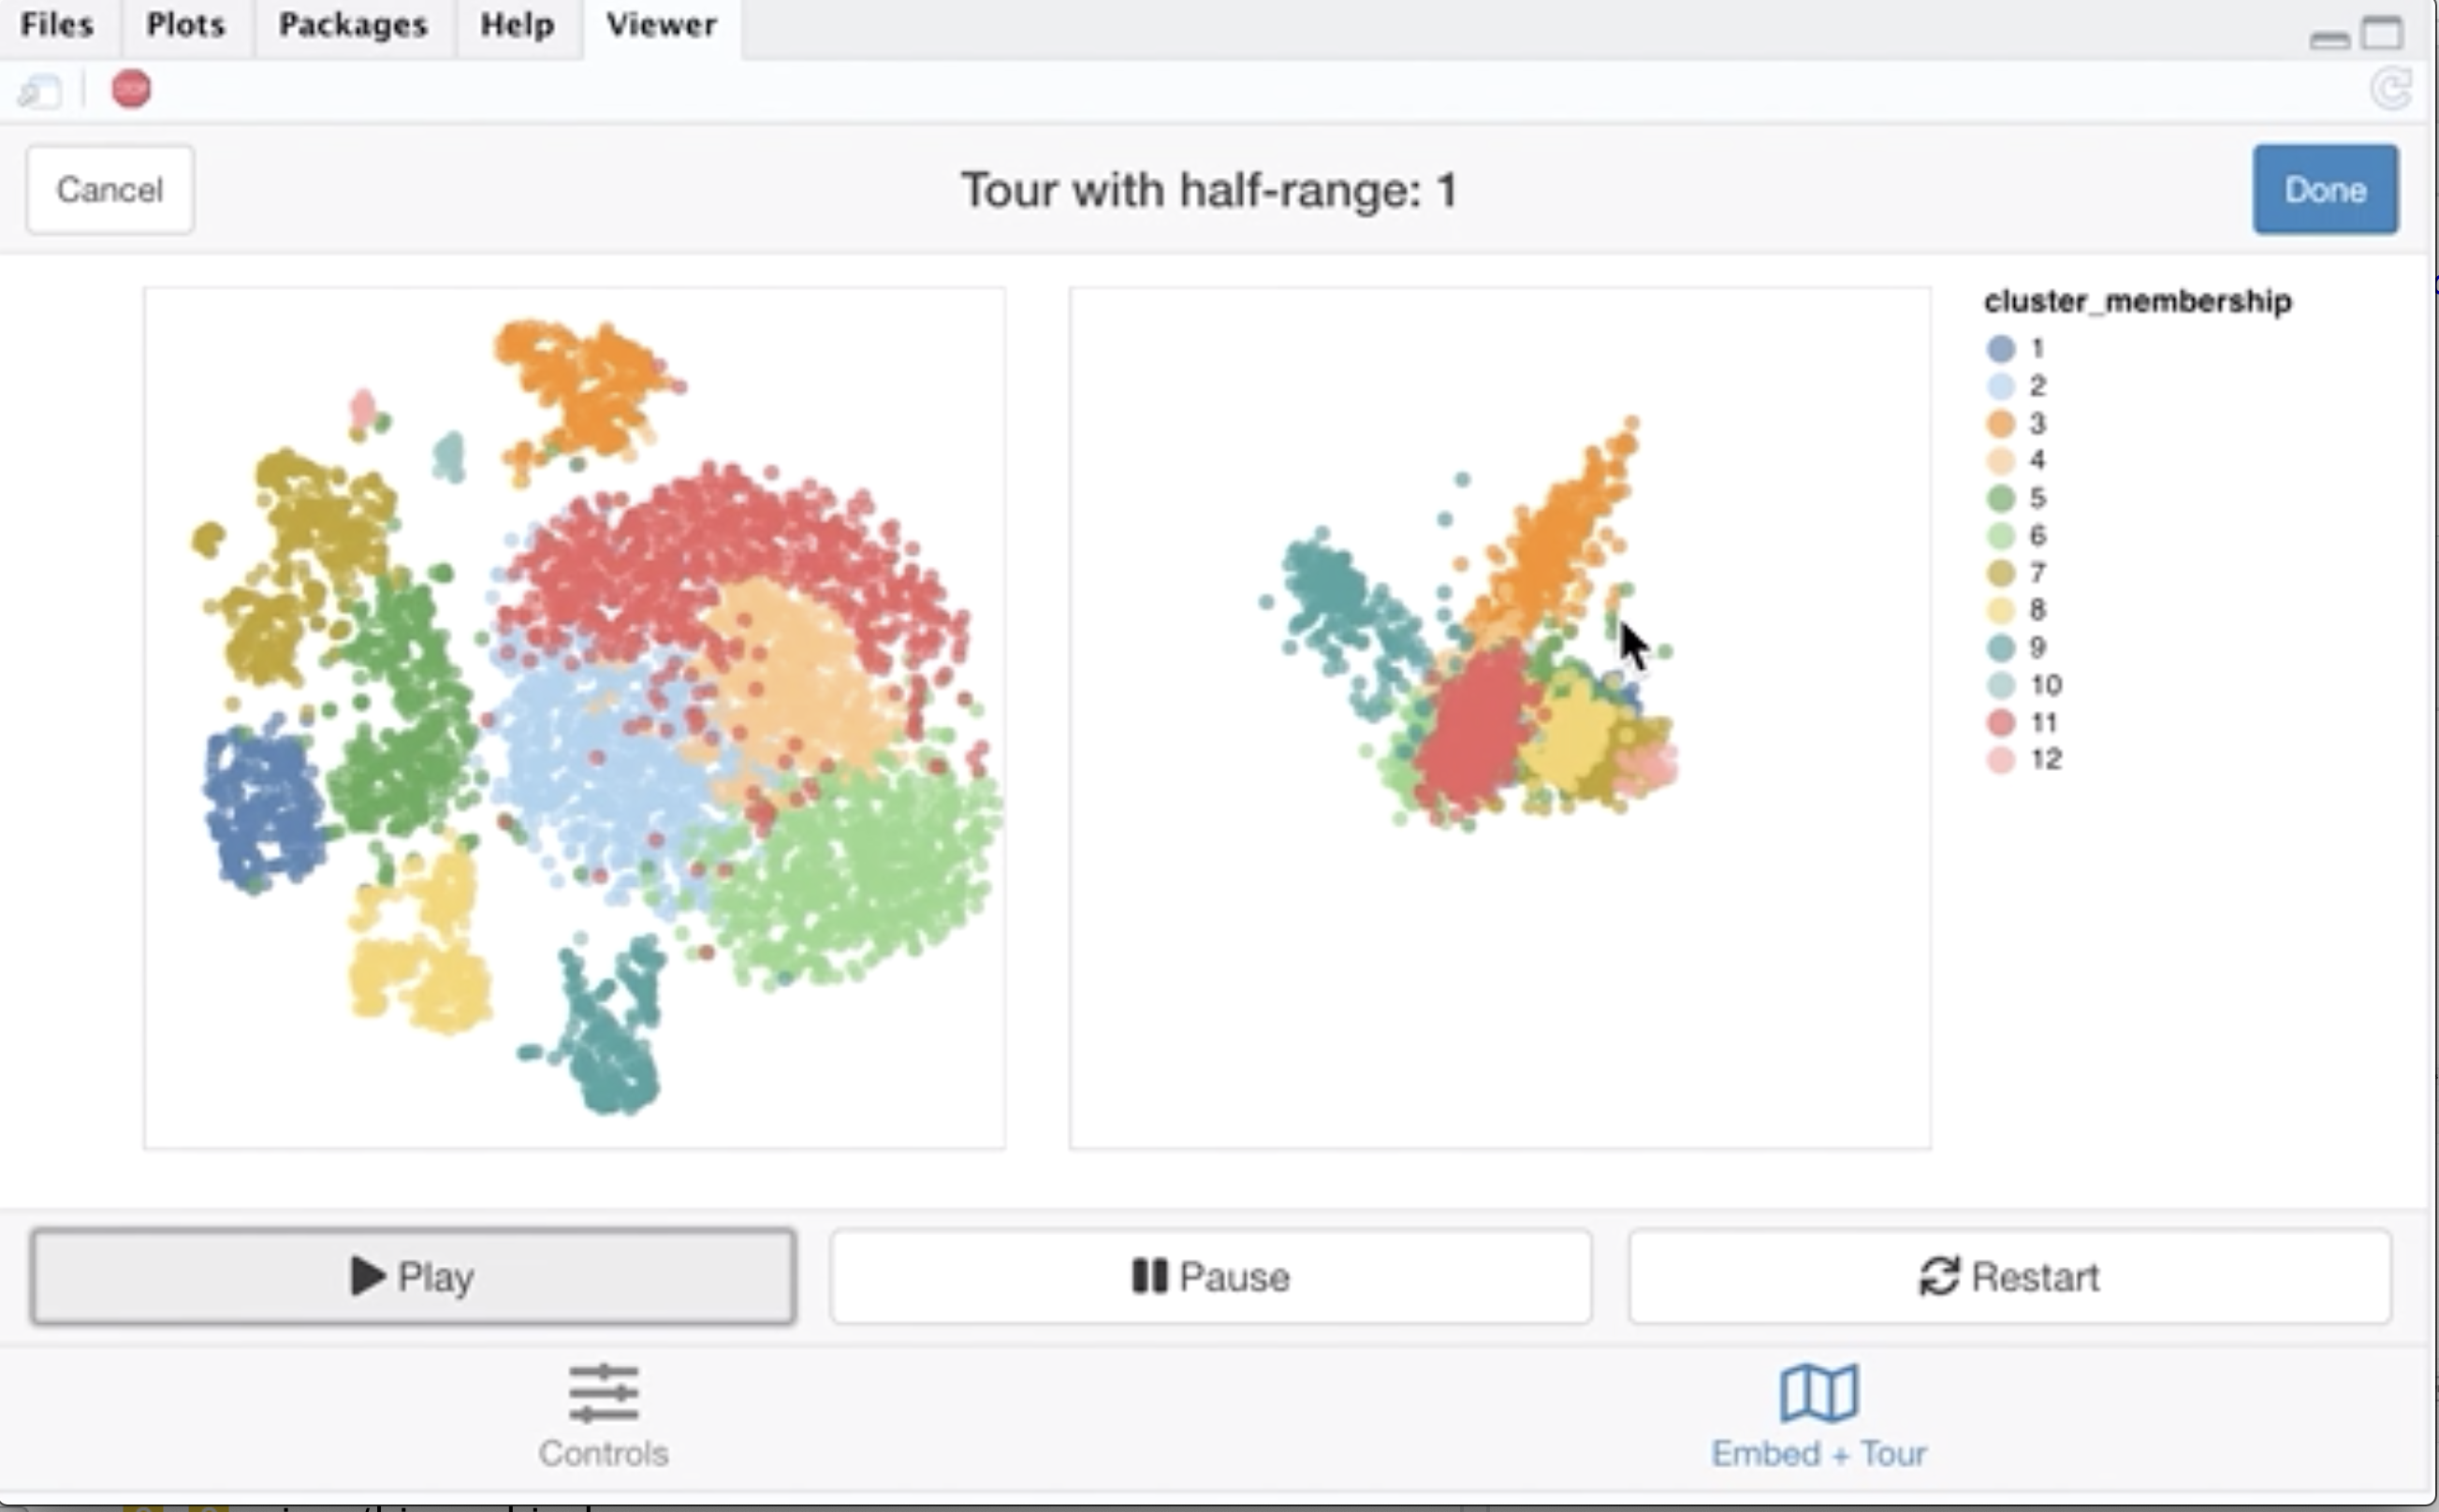 Files Plots Packages Help Viewer
STOP
Cancel Tour with half-range: 1 Done
cluster_membership
1
2
3
4
5
6
7
8
9
10
11
12
Play Pause Restart
Controls Embed + Tour